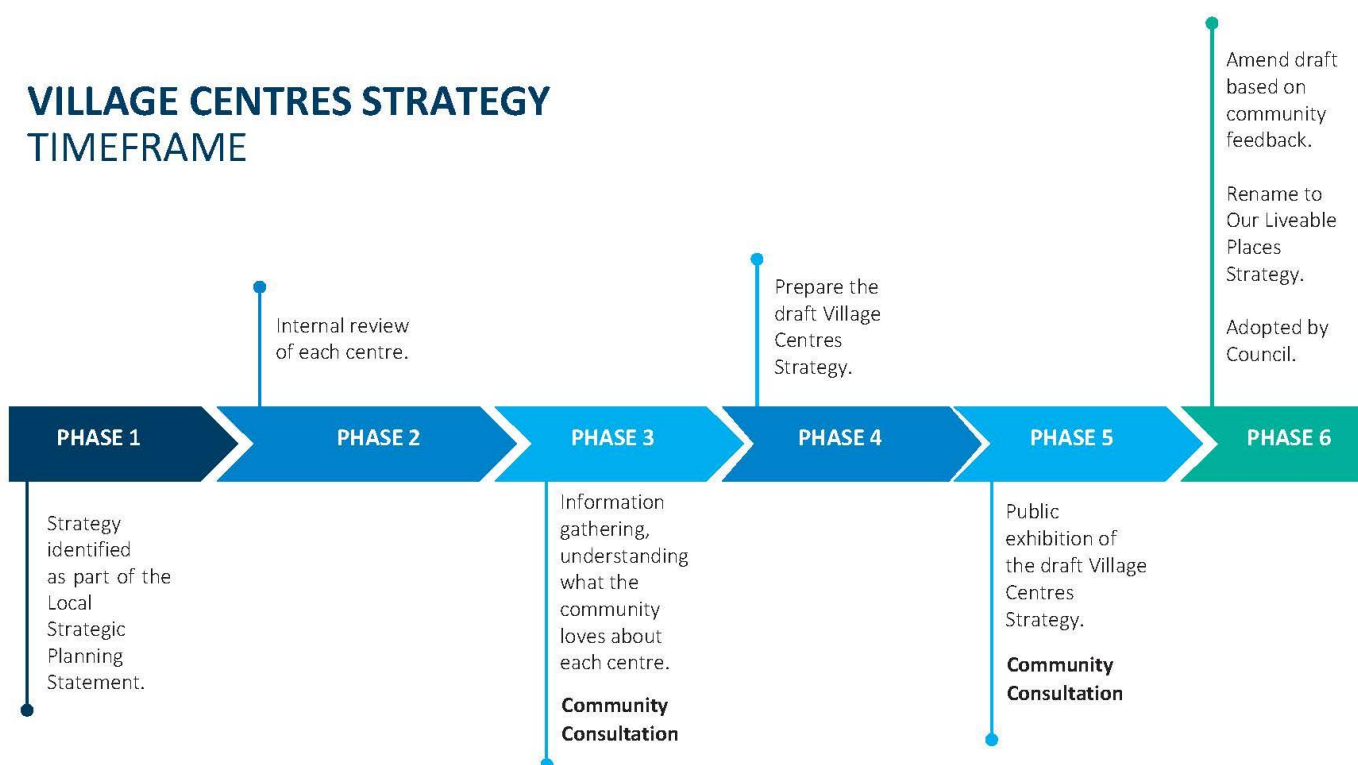 VILLAGE CENTRES STRATEGY
TIMEFRAME
PHASE 1
Strategy
identified
as part of the
Local
Strategic
Planning
Statement.
PHASE 2
Internal review
of each centre.
PHASE 3
Information
gathering,
understanding
what the
community
loves about
each centre.
Community
Consultation
PHASE 4
Prepare the
draft Village
Centres
Strategy.
PHASE 5
Public
exhibition of
the draft Village
Centres
Strategy.
Community
Consultation
PHASE 6
Amend draft
based on
community
feedback.
Rename to
Our Liveable
Places
Strategy.
Adopted by
Council.